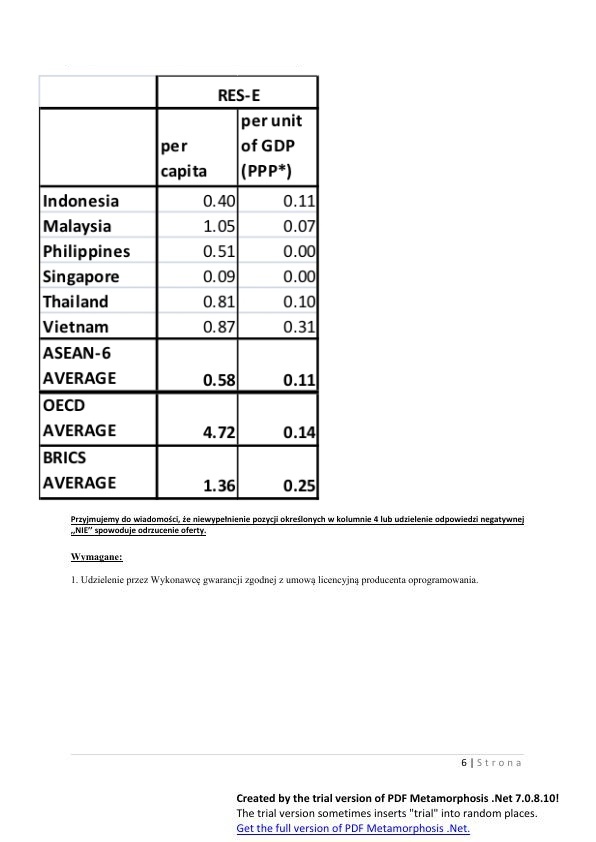 RES-E
per capita per unit of GDP (PPP*)
Indonesia 0.40 0.11
Malaysia 1.05 0.07
Philippines 0.51 0.00
Singapore 0.09 0.00
Thailand 0.81 0.10
Vietnam 0.87 0.31
ASEAN-6
AVERAGE 0.58 0.11
OECD
AVERAGE 4.72 0.14
BRICS
AVERAGE 1.36 0.25
Przyjmujemy do wiadomości, że niewypełnienie pozycji określonych w kolumnie 4 lub udzielenie odpowiedzi negatywnej
„NIE” spowoduje odrzucenie oferty.
Wymagane:
1. Udzielenie przez Wykonawcę gwarancji zgodnej z umową licencyjną producenta oprogramowania.
6 | Strona
Created by the trial version of PDF Metamorphosis .Net 7.0.8.10!
The trial version sometimes inserts "trial" into random places.
Get the full version of PDF Metamorphosis .Net.